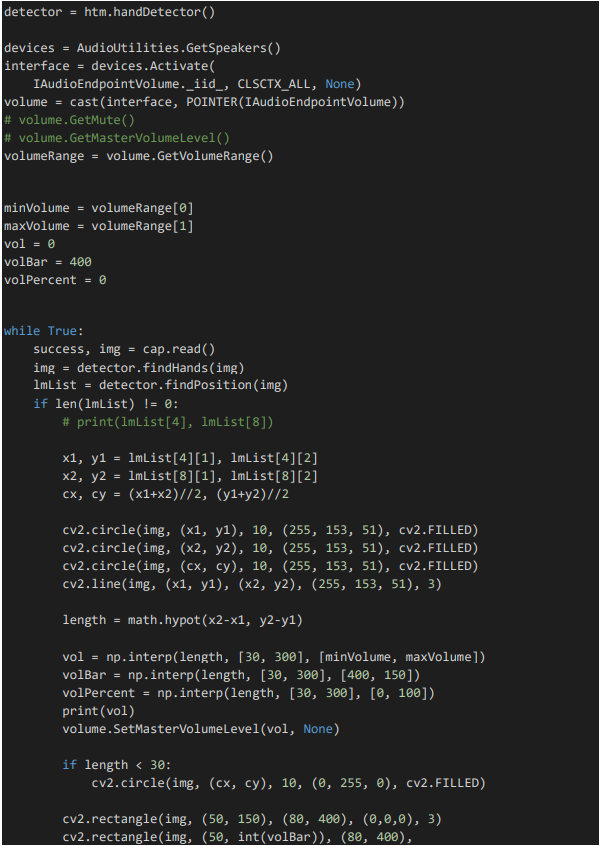 detector = htm.handDetector()
devices = AudioUtilities.GetSpeakers()
interface = devices.Activate(
    IAudioEndpointVolume._iid_, CLSCTX_ALL, None)
volume = cast(interface, POINTER(IAudioEndpointVolume))
# volume.GetMute()
# volume.GetMasterVolumeLevel()
volumeRange = volume.GetVolumeRange()
minVolume = volumeRange[0]
maxVolume = volumeRange[1]
vol = 0
volBar = 400
volPercent = 0
while True:
    success, img = cap.read()
    img = detector.findHands(img)
    lmList = detector.findPosition(img)
    if len(lmList) != 0:
        # print(lmList[4], lmList[8])
        x1, y1 = lmList[4][1], lmList[4][2]
        x2, y2 = lmList[8][1], lmList[8][2]
        cx, cy = (x1+x2)//2, (y1+y2)//2
        cv2.circle(img, (x1, y1), 10, (255, 153, 51), cv2.FILLED)
        cv2.circle(img, (x2, y2), 10, (255, 153, 51), cv2.FILLED)
        cv2.circle(img, (cx, cy), 10, (255, 153, 51), cv2.FILLED)
        cv2.line(img, (x1, y1), (x2, y2), (255, 153, 51), 3)
        length = math.hypot(x2-x1, y2-y1)
        vol = np.interp(length, [30, 300], [minVolume, maxVolume])
        volBar = np.interp(length, [30, 300], [400, 150])
        volPercent = np.interp(length, [30, 300], [0, 100])
        print(vol)
        volume.SetMasterVolumeLevel(vol, None)
        if length < 30:
            cv2.circle(img, (cx, cy), 10, (0, 255, 0), cv2.FILLED)
        cv2.rectangle(img, (50, 150), (80, 400), (0,0,0), 3)
        cv2.rectangle(img, (50, int(volBar)), (80, 400),